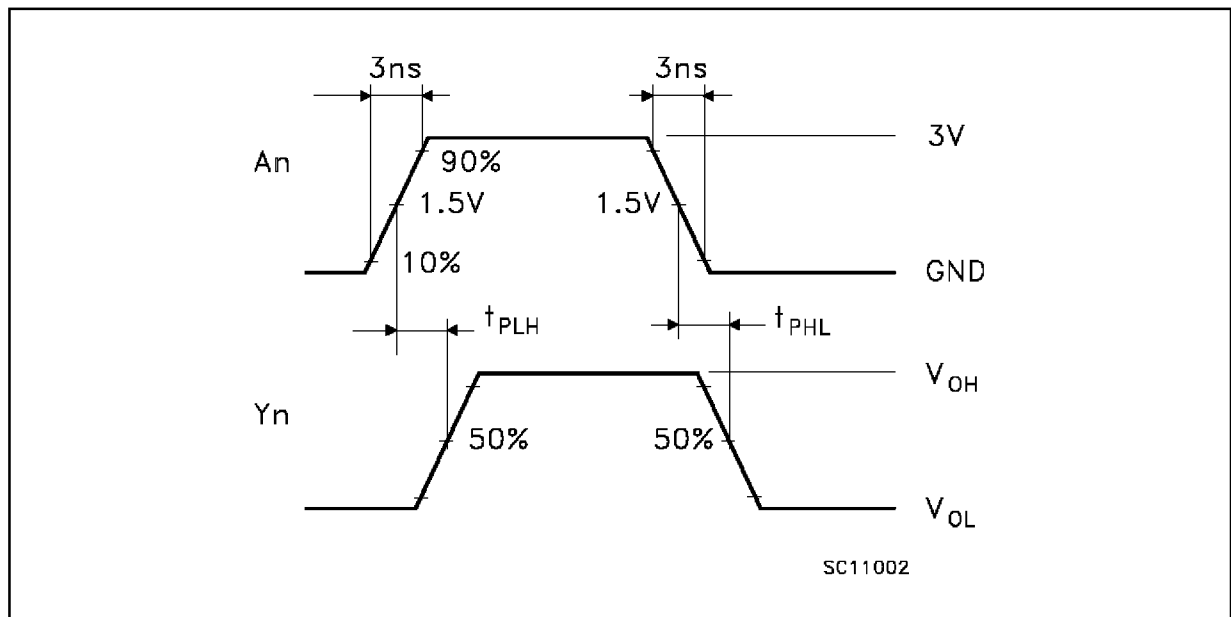 3ns 3ns
3V
An
90%
1.5V 1.5V
10%
GND
tPLH tPHL
VOH
Yn
50% 50%
VOL
SC11002